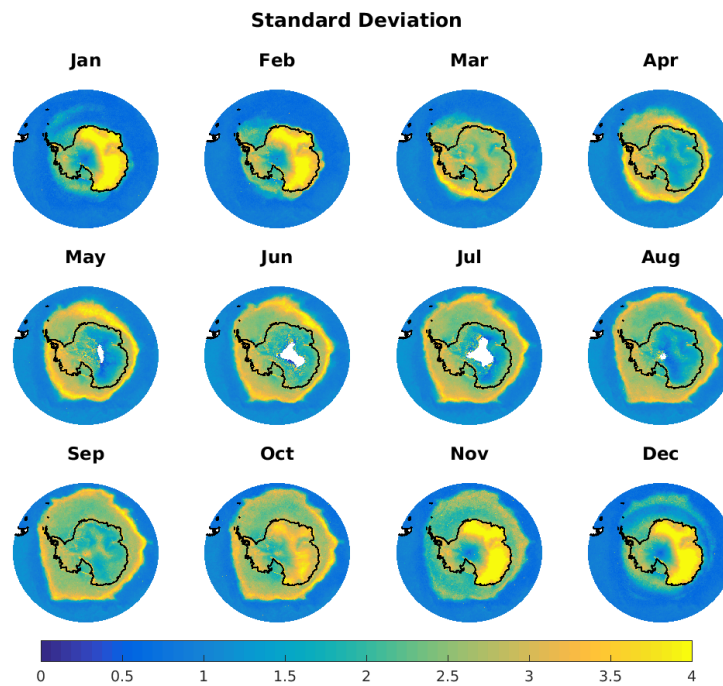 Standard Deviation
Jan Feb Mar Apr
May Jun Jul Aug
Sep Oct Nov Dec
0 0.5 1 1.5 2 2.5 3 3.5 4